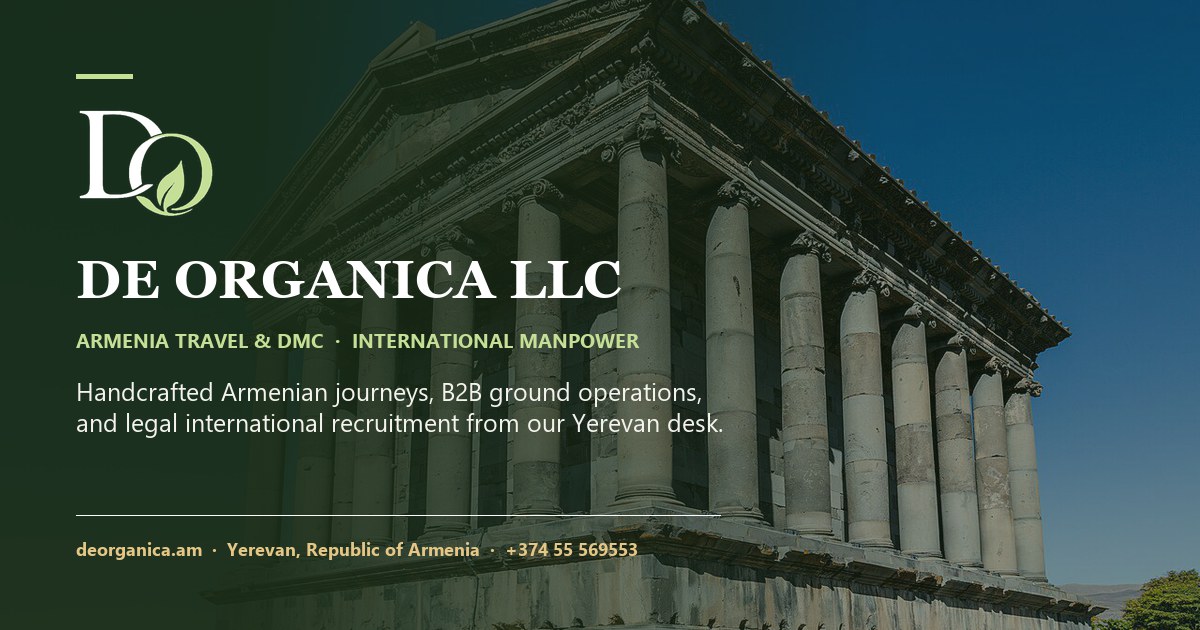 DO
DE ORGANICA LLC
ARMENIA TRAVEL & DMC · INTERNATIONAL MANPOWER
Handcrafted Armenian journeys, B2B ground operations,
and legal international recruitment from our Yerevan desk.
deorganica.am · Yerevan, Republic of Armenia · +374 55 569553